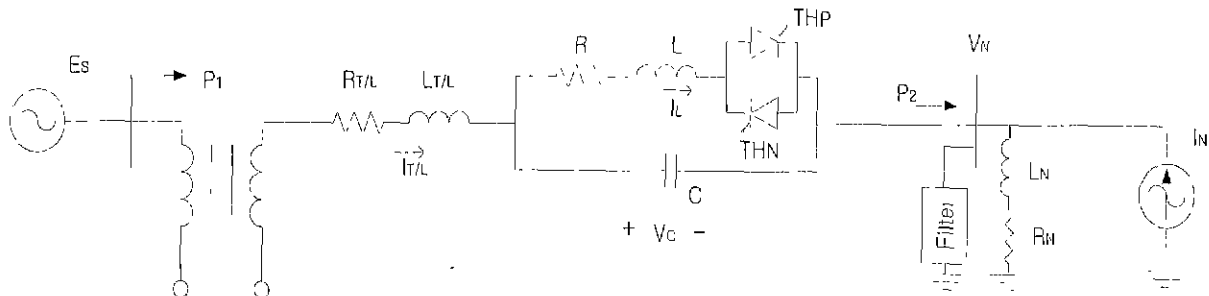 THP
R
L
VN
ES
P1
RT/L
LT/L
IL
P2
THN
IN
IT/L
C
LN
+ VC -
Filter
RN